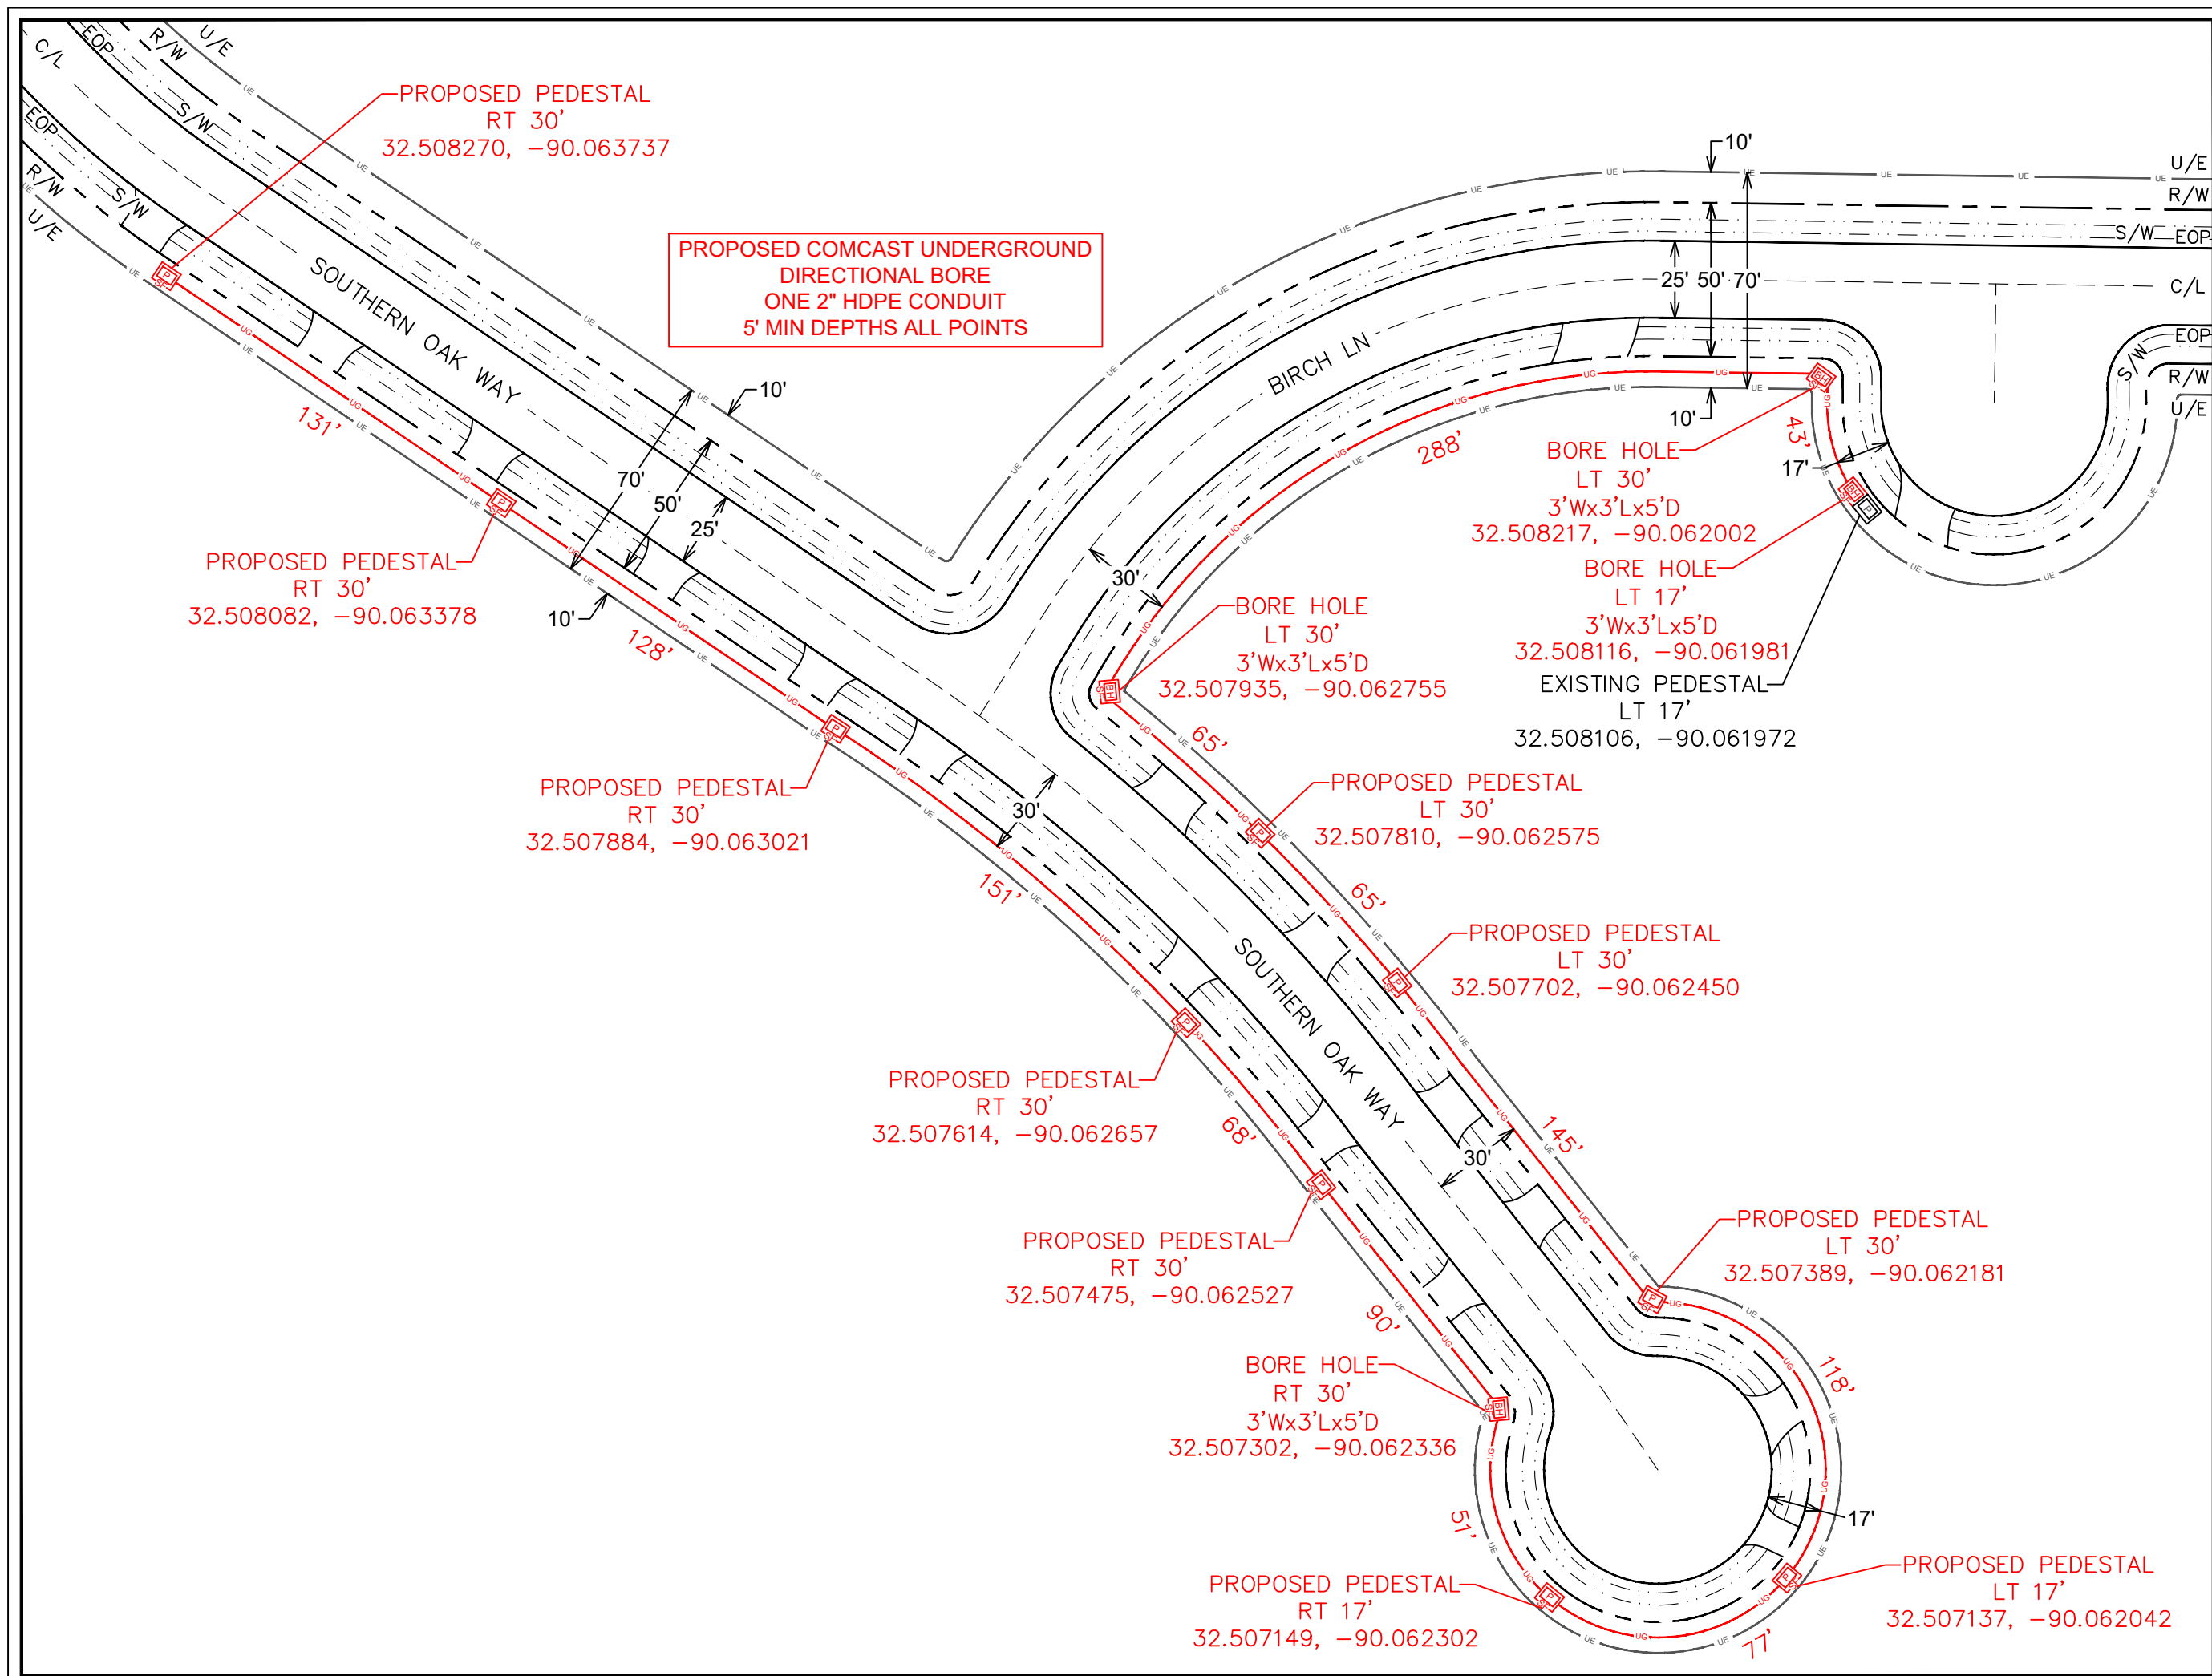 U/E
R/W
EOP
C/L
S/W
EOP
R/W
S/W
U/E
PROPOSED PEDESTAL
RT 30'
32.508270, -90.063737
PROPOSED COMCAST UNDERGROUND
DIRECTIONAL BORE
ONE 2" HDPE CONDUIT
5' MIN DEPTHS ALL POINTS
SOUTHERN OAK WAY
10'
U/E
R/W
S/W
EOP
C/L
EOP
S/W
R/W
U/E
25'
50'
70'
10'
BIRCH LN
288'
43'
17'
BORE HOLE
LT 30'
3'Wx3'Lx5'D
32.508217, -90.062002
BORE HOLE
LT 17'
3'Wx3'Lx5'D
32.508116, -90.061981
EXISTING PEDESTAL
LT 17'
32.508106, -90.061972
10'
131'
70'
50'
25'
10'
PROPOSED PEDESTAL
RT 30'
32.508082, -90.063378
128'
30'
BORE HOLE
LT 30'
3'Wx3'Lx5'D
32.507935, -90.062755
65'
PROPOSED PEDESTAL
RT 30'
32.507884, -90.063021
30'
PROPOSED PEDESTAL
LT 30'
32.507810, -90.062575
151'
65'
PROPOSED PEDESTAL
LT 30'
32.507702, -90.062450
SOUTHERN OAK WAY
PROPOSED PEDESTAL
RT 30'
32.507614, -90.062657
68'
145'
30'
PROPOSED PEDESTAL
RT 30'
32.507475, -90.062527
PROPOSED PEDESTAL
LT 30'
32.507389, -90.062181
90'
118'
BORE HOLE
RT 30'
3'Wx3'Lx5'D
32.507302, -90.062336
51'
17'
PROPOSED PEDESTAL
RT 17'
32.507149, -90.062302
PROPOSED PEDESTAL
LT 17'
32.507137, -90.062042
77'